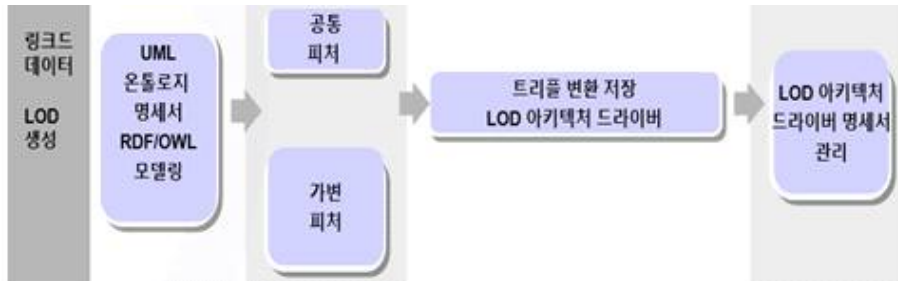 링크드
데이터
LOD
생성
UML
온톨로지
명세서
RDF/OWL
모델링
공통
피처
가변
피처
트리플 변환 저장
LOD 아키텍처 드라이버
LOD 아키텍처
드라이버 명세서
관리